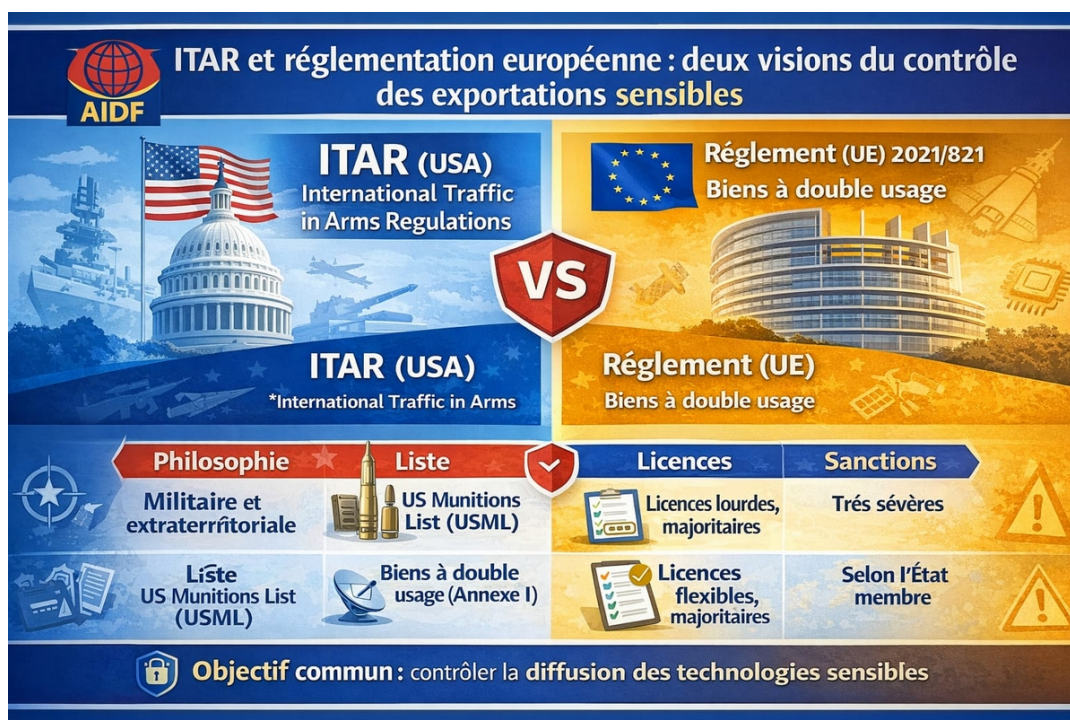 AIDF
ITAR et réglementation européenne : deux visions du contrôle
des exportations sensibles
ITAR (USA)
International Traffic
in Arms Regulations
Réglement (UE) 2021/821
Biens à double usage
VS
ITAR (USA)
*International Traffic in Arms
Réglement (UE)
Biens à double usage
Philosophie
Liste
Licences
Sanctions
Militaire et
extraterrítoriale
US Munitions
List (USML)
Licences lourdes,
majoritaires
Trés sévères
Liste
US Munitions List
(USML)
Biens à double
usage (Annexe I)
Licences
flexibles,
majoritaires
Selon l'État
membre
Objectif commun : contrôler la diffusion des technologies sensibles